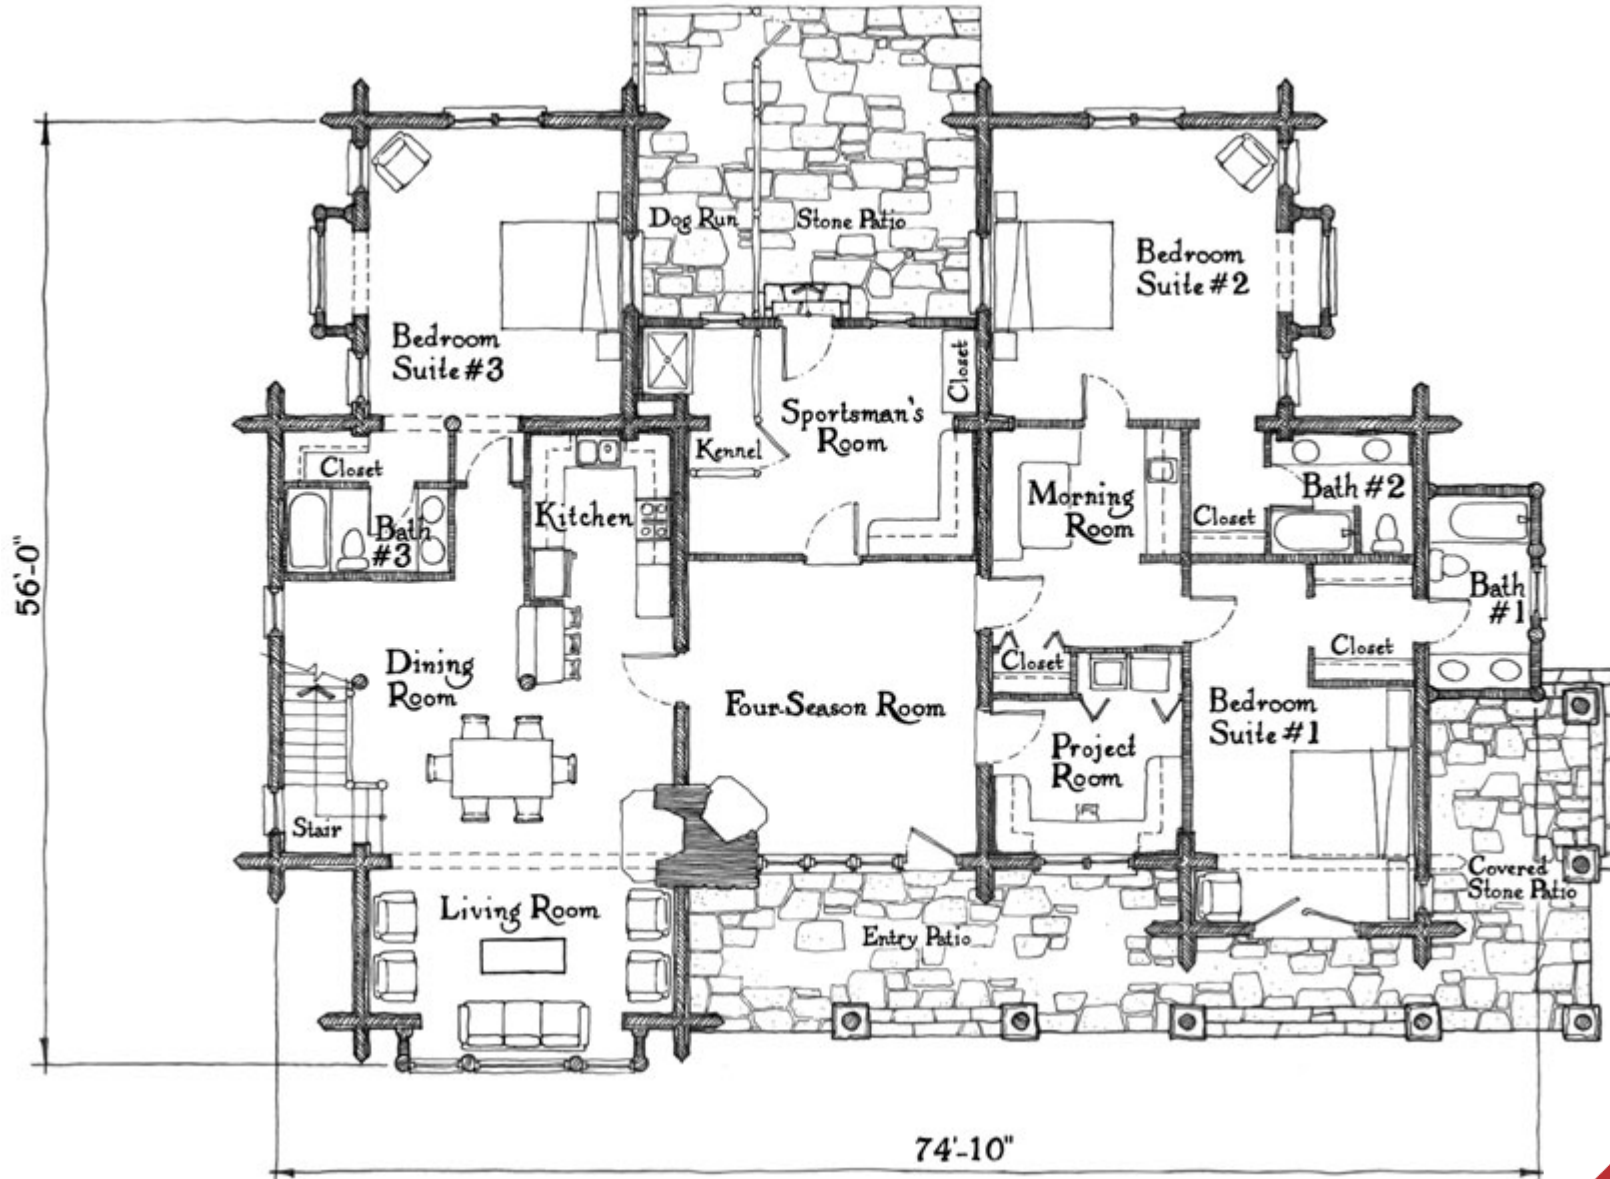 Dog Run
Stone Patio
Bedroom
Suite #2
Bedroom
Suite #3
Closet
Sportsman's
Room
Kennel
Closet
Kitchen
Morning
Room
Bath #2
Closet
Bath
#3
Bath
#1
56'-0"
Dining
Room
Closet
Closet
Four-Season Room
Bedroom
Suite #1
Project
Room
Stair
Living Room
Entry Patio
Covered
Stone Patio
74'-10"